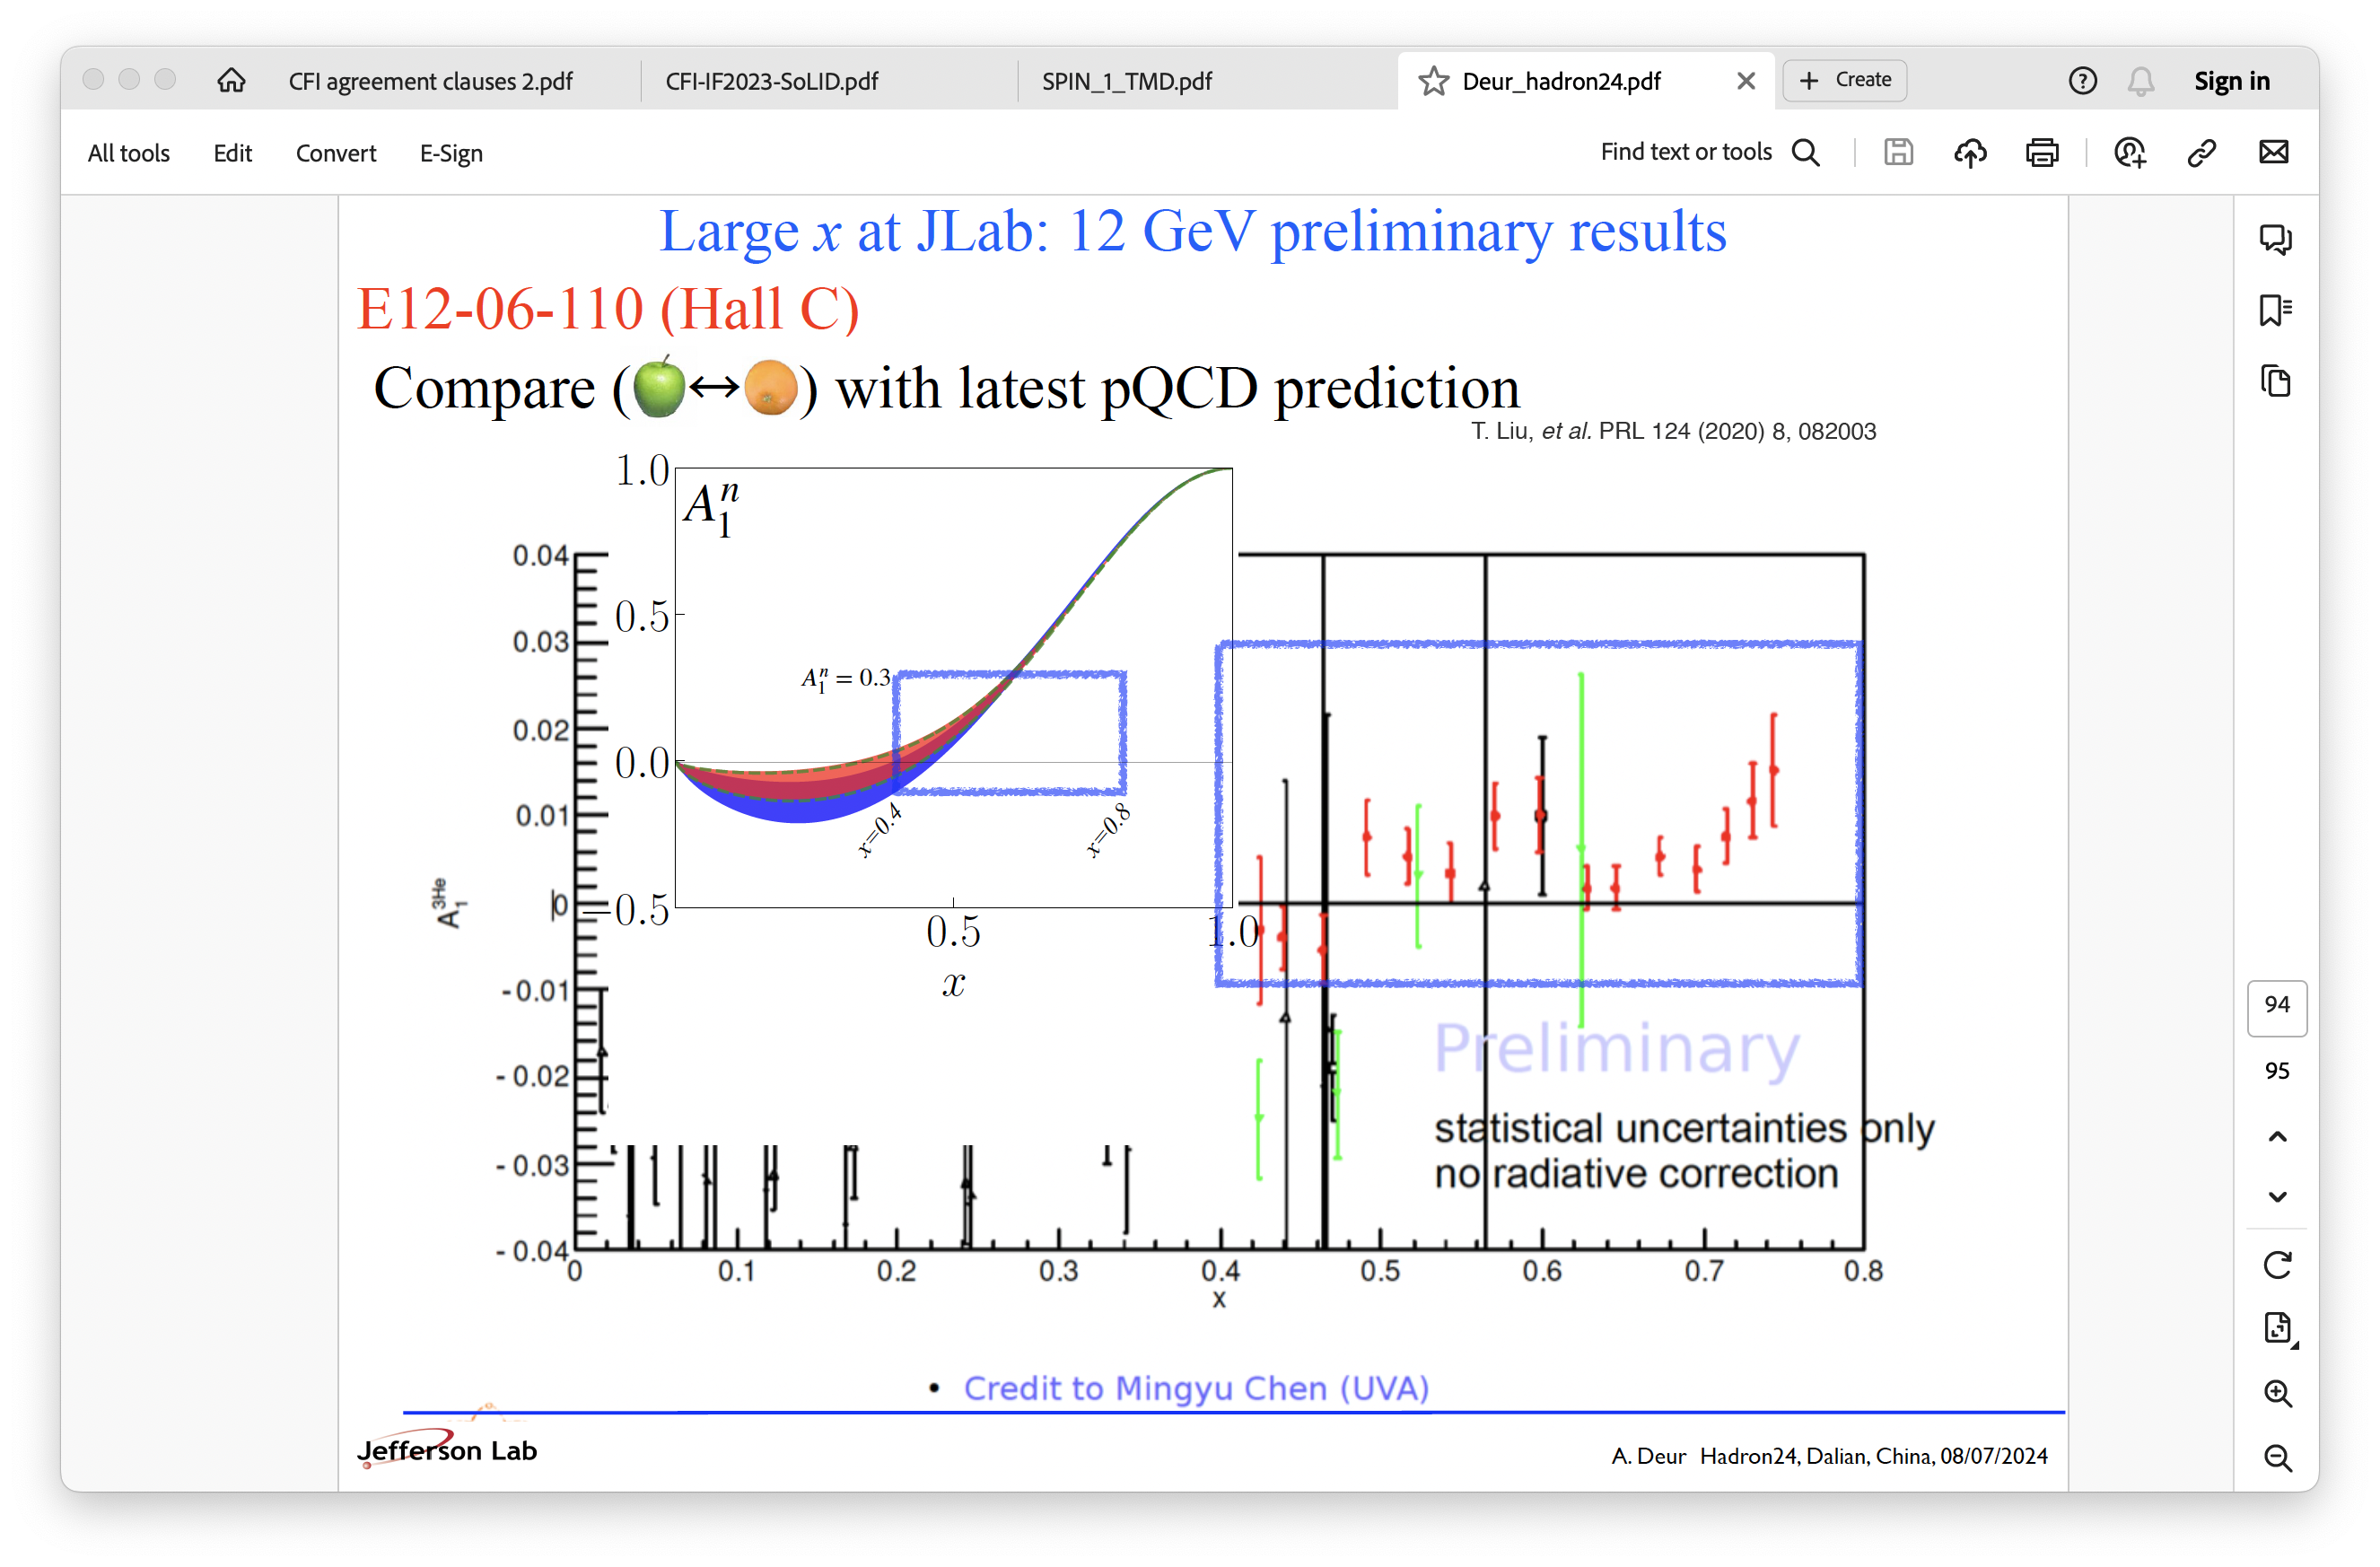 CFI agreement clauses 2.pdf
CFI-IF2023-SoLID.pdf
SPIN_1_TMD.pdf
Deur_hadron24.pdf
Create
Sign in
All tools
Edit
Convert
E-Sign
Find text or tools
Large x at JLab: 12 GeV preliminary results
E12-06-110 (Hall C)
Compare (🍏↔🍊) with latest pQCD prediction
T. Liu, et al. PRL 124 (2020) 8, 082003
1.0
0.5
0.0
−0.5
A₁ⁿ
A₁ⁿ = 0.3
x=0.4
x=0.8
0.5
1.0
x
0.04
0.03
0.02
0.01
0
-0.01
-0.02
-0.03
-0.04
A₁³ᴴᵉ
Preliminary
statistical uncertainties only
no radiative correction
0
0.1
0.2
0.3
0.4
0.5
0.6
0.7
0.8
x
• Credit to Mingyu Chen (UVA)
Jefferson Lab
A. Deur Hadron24, Dalian, China, 08/07/2024
94
95